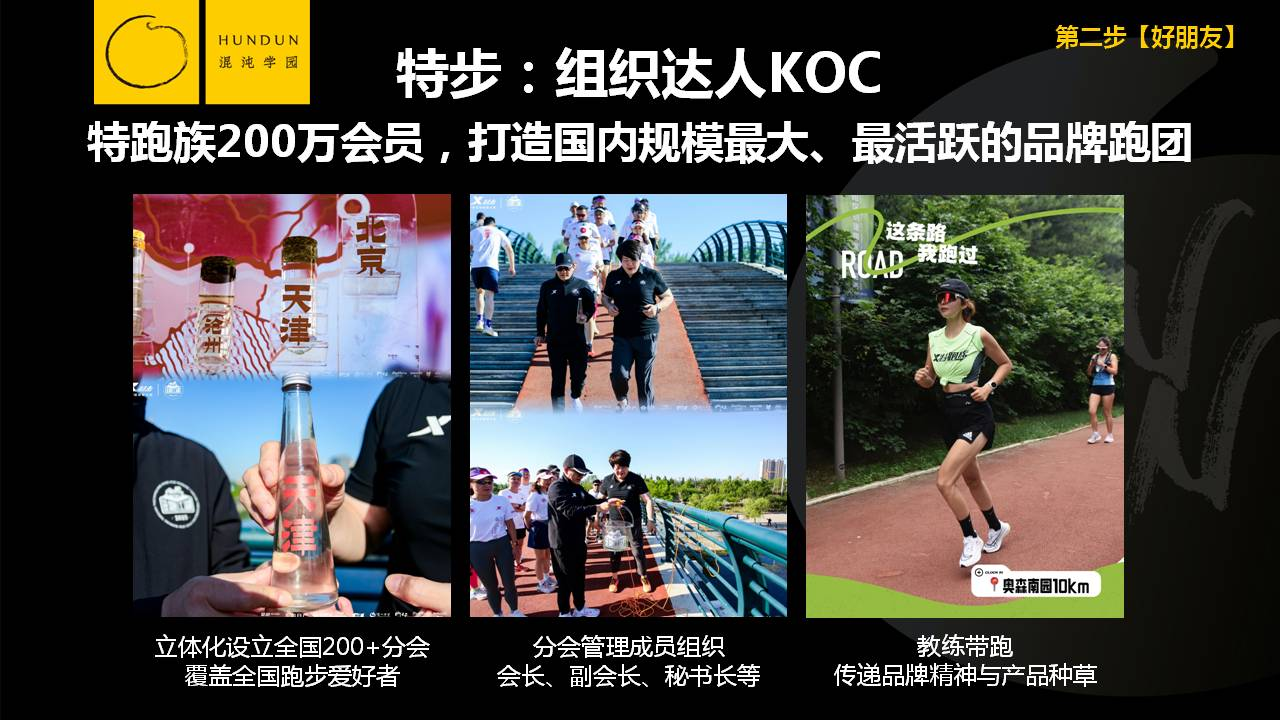 HUNDUN
混沌学园
第二步【好朋友】
特步：组织达人KOC
特跑族200万会员，打造国内规模最大、最活跃的品牌跑团
北京
天津
沧州
天津
这条路
我跑过
ROAD
特跑族
CLOCK IN
奥森南园10km
立体化设立全国200+分会
覆盖全国跑步爱好者
分会管理成员组织
会长、副会长、秘书长等
教练带跑
传递品牌精神与产品种草